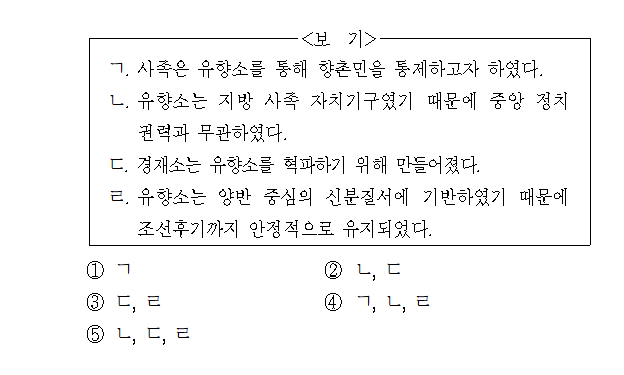 <보 기>
ㄱ. 사족은 유향소를 통해 향촌민을 통제하고자 하였다.
ㄴ. 유향소는 지방 사족 자치기구였기 때문에 중앙 정치
권력과 무관하였다.
ㄷ. 경재소는 유향소를 혁파하기 위해 만들어졌다.
ㄹ. 유향소는 양반 중심의 신분질서에 기반하였기 때문에
조선후기까지 안정적으로 유지되었다.
① ㄱ ② ㄴ, ㄷ
③ ㄷ, ㄹ ④ ㄱ, ㄴ, ㄹ
⑤ ㄴ, ㄷ, ㄹ